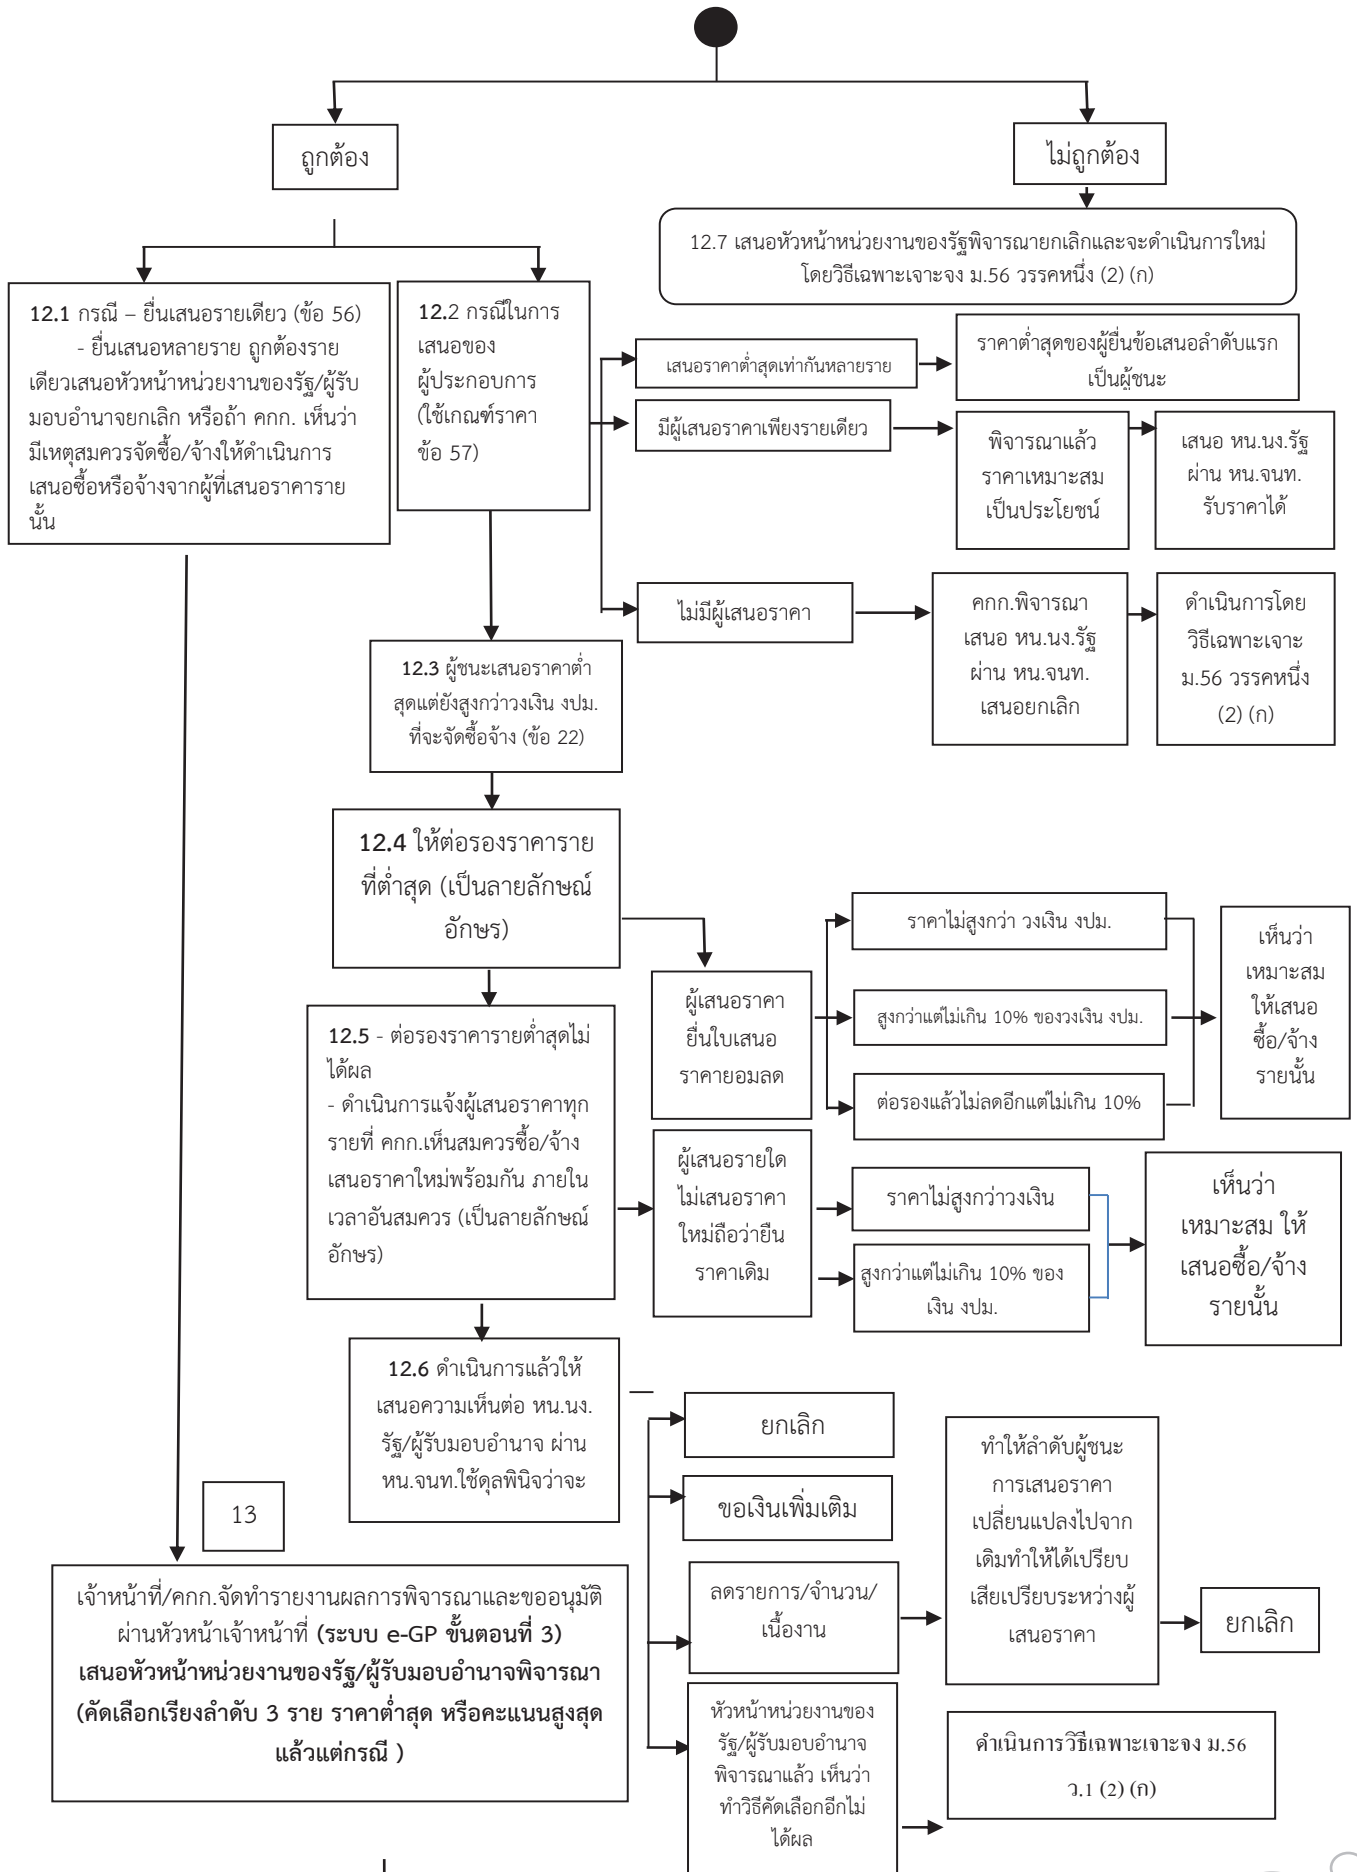 ถูกต้อง
ไม่ถูกต้อง
12.7 เสนอหัวหน้าหน่วยงานของรัฐพิจารณายกเลิกและจะดำเนินการใหม่
โดยวิธีเฉพาะเจาะจง ม.56 วรรคหนึ่ง (2) (ก)
12.1 กรณี – ยื่นเสนอรายเดียว (ข้อ 56)
- ยื่นเสนอหลายราย ถูกต้องราย
เดียวเสนอหัวหน้าหน่วยงานของรัฐ/ผู้รับ
มอบอำนาจยกเลิก หรือถ้า คกก. เห็นว่า
มีเหตุสมควรจัดซื้อ/จ้างให้ดำเนินการ
เสนอซื้อหรือจ้างจากผู้ที่เสนอราคาราย
นั้น
12.2 กรณีในการ
เสนอของ
ผู้ประกอบการ
(ใช้เกณฑ์ราคา
ข้อ 57)
เสนอราคาต่ำสุดเท่ากันหลายราย
ราคาต่ำสุดของผู้ยื่นข้อเสนอลำดับแรก
เป็นผู้ชนะ
มีผู้เสนอราคาเพียงรายเดียว
พิจารณาแล้ว
ราคาเหมาะสม
เป็นประโยชน์
เสนอ หน.นง.รัฐ
ผ่าน หน.จนท.
รับราคาได้
ไม่มีผู้เสนอราคา
คกก.พิจารณา
เสนอ หน.นง.รัฐ
ผ่าน หน.จนท.
เสนอยกเลิก
ดำเนินการโดย
วิธีเฉพาะเจาะ
ม.56 วรรคหนึ่ง
(2) (ก)
12.3 ผู้ชนะเสนอราคาต่ำ
สุดแต่ยังสูงกว่าวงเงิน งปม.
ที่จะจัดซื้อจ้าง (ข้อ 22)
12.4 ให้ต่อรองราคาราย
ที่ต่ำสุด (เป็นลายลักษณ์
อักษร)
ผู้เสนอราคา
ยื่นใบเสนอ
ราคายอมลด
ราคาไม่สูงกว่า วงเงิน งปม.
สูงกว่าแต่ไม่เกิน 10% ของวงเงิน งปม.
ต่อรองแล้วไม่ลดอีกแต่ไม่เกิน 10%
เห็นว่า
เหมาะสม
ให้เสนอ
ซื้อ/จ้าง
รายนั้น
12.5 - ต่อรองราคารายต่ำสุดไม่
ได้ผล
- ดำเนินการแจ้งผู้เสนอราคาทุก
รายที่ คกก.เห็นสมควรซื้อ/จ้าง
เสนอราคาใหม่พร้อมกัน ภายใน
เวลาอันสมควร (เป็นลายลักษณ์
อักษร)
ผู้เสนอรายใด
ไม่เสนอราคา
ใหม่ถือว่ายืน
ราคาเดิม
ราคาไม่สูงกว่าวงเงิน
สูงกว่าแต่ไม่เกิน 10% ของ
เงิน งปม.
เห็นว่า
เหมาะสม ให้
เสนอซื้อ/จ้าง
รายนั้น
12.6 ดำเนินการแล้วให้
เสนอความเห็นต่อ หน.นง.
รัฐ/ผู้รับมอบอำนาจ ผ่าน
หน.จนท.ใช้ดุลพินิจว่าจะ
ยกเลิก
ขอเงินเพิ่มเติม
ลดรายการ/จำนวน/
เนื้องาน
ทำให้ลำดับผู้ชนะ
การเสนอราคา
เปลี่ยนแปลงไปจาก
เดิมทำให้ได้เปรียบ
เสียเปรียบระหว่างผู้
เสนอราคา
ยกเลิก
หัวหน้าหน่วยงานของ
รัฐ/ผู้รับมอบอำนาจ
พิจารณาแล้ว เห็นว่า
ทำวิธีคัดเลือกอีกไม่
ได้ผล
ดำเนินการวิธีเฉพาะเจาะจง ม.56
ว.1 (2) (ก)
13
เจ้าหน้าที่/คกก.จัดทำรายงานผลการพิจารณาและขออนุมัติ
ผ่านหัวหน้าเจ้าหน้าที่ (ระบบ e-GP ขั้นตอนที่ 3)
เสนอหัวหน้าหน่วยงานของรัฐ/ผู้รับมอบอำนาจพิจารณา
(คัดเลือกเรียงลำดับ 3 ราย ราคาต่ำสุด หรือคะแนนสูงสุด
แล้วแต่กรณี )